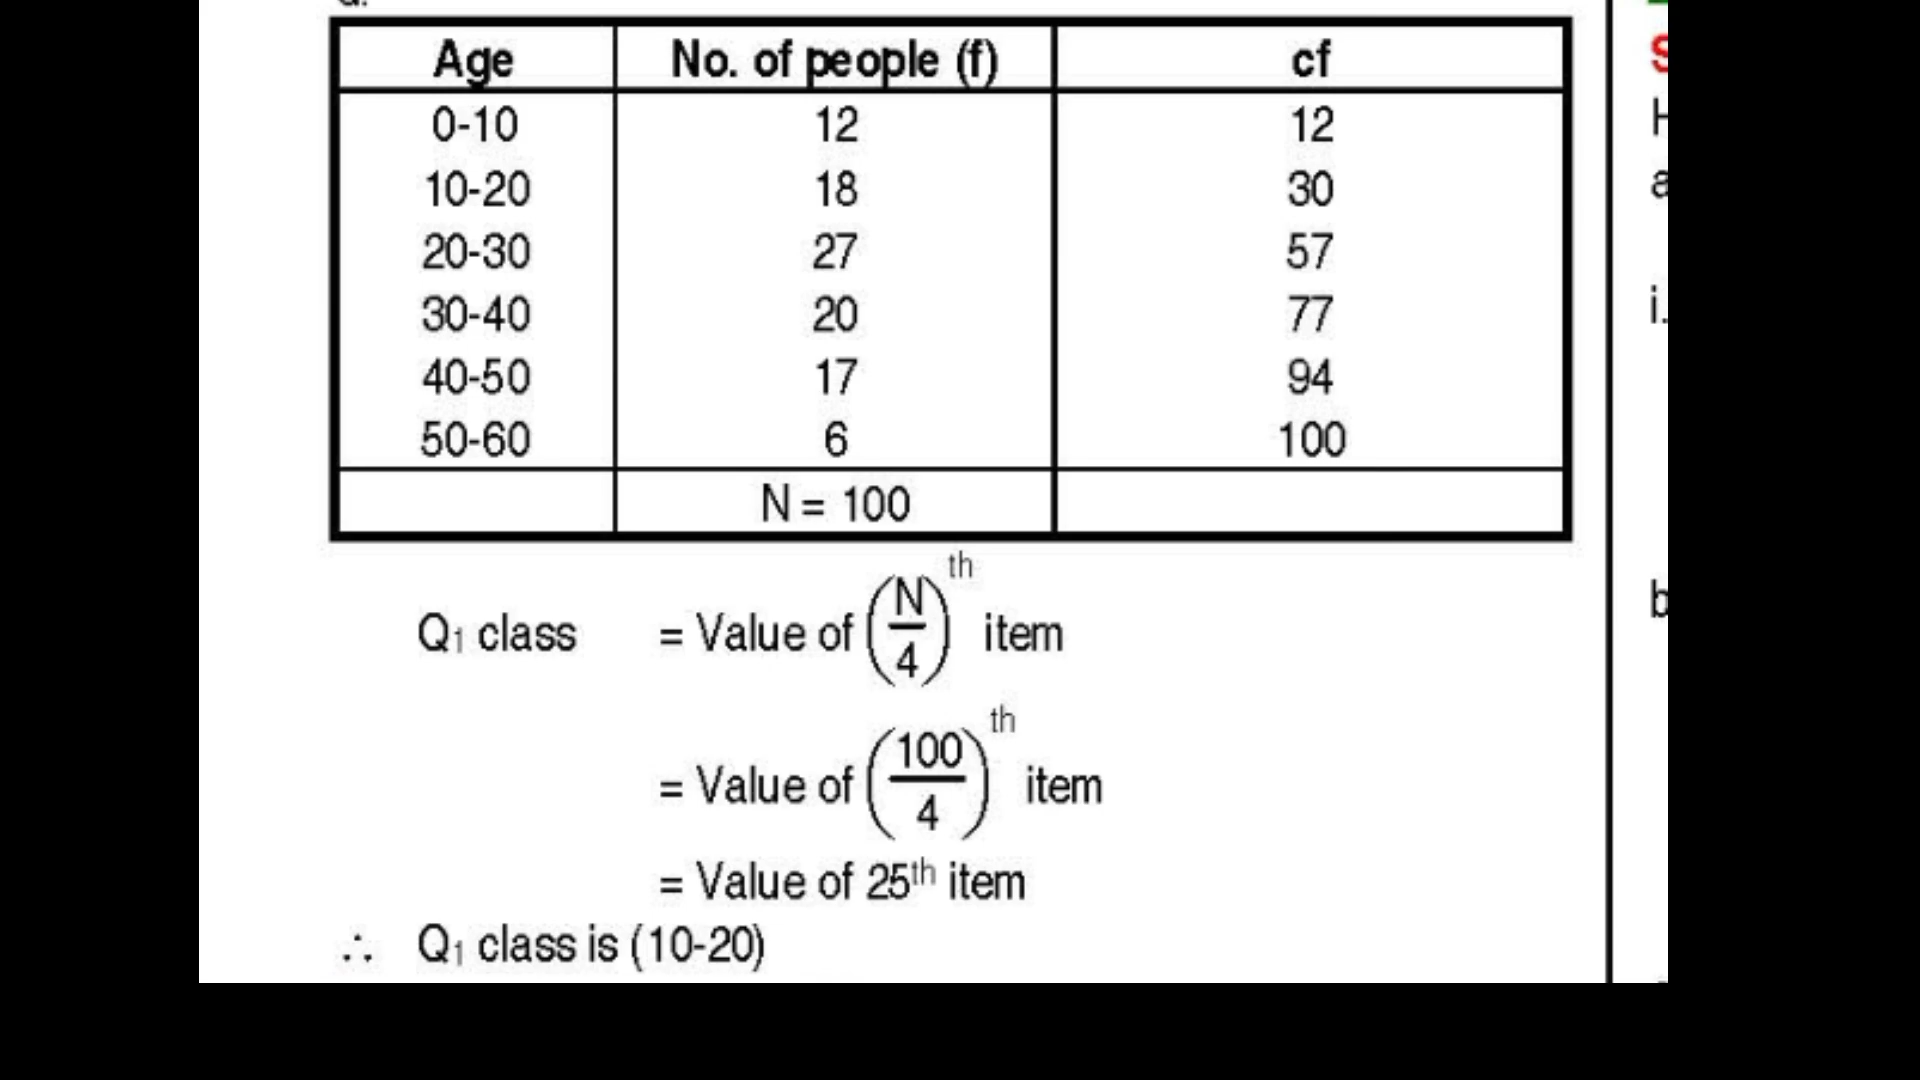 Age No. of people (f) cf
0-10 12 12
10-20 18 30
20-30 27 57
30-40 20 77
40-50 17 94
50-60 6 100
N = 100
Q₁ class = Value of (N/4)th item
= Value of (100/4)th item
= Value of 25th item
∴ Q₁ class is (10-20)
i.